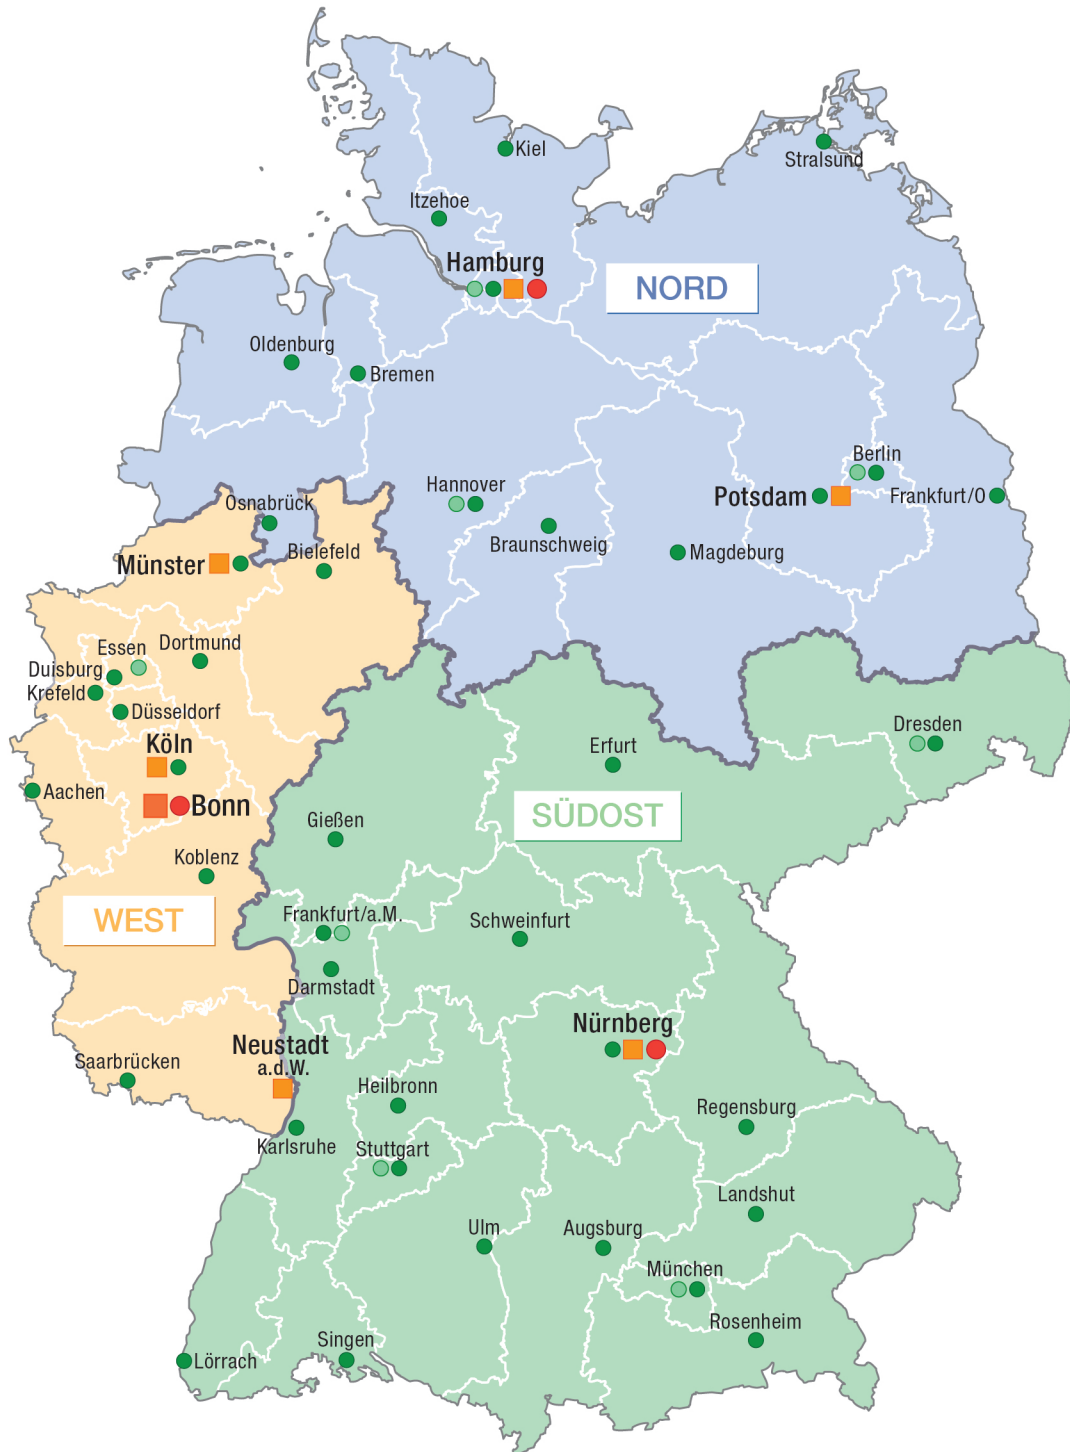 Kiel
Stralsund
Itzehoe
Hamburg
NORD
Oldenburg
Bremen
Berlin
Hannover
Potsdam
Frankfurt/O
Osnabrück
Braunschweig
Magdeburg
Bielefeld
Münster
Essen
Dortmund
Duisburg
Krefeld
Düsseldorf
Dresden
Köln
Erfurt
Aachen
Bonn
SÜDOST
Gießen
Koblenz
WEST
Frankfurt/a.M.
Schweinfurt
Darmstadt
Nürnberg
Neustadt
a.d.W.
Saarbrücken
Heilbronn
Regensburg
Karlsruhe
Stuttgart
Landshut
Ulm
Augsburg
München
Rosenheim
Singen
Lörrach